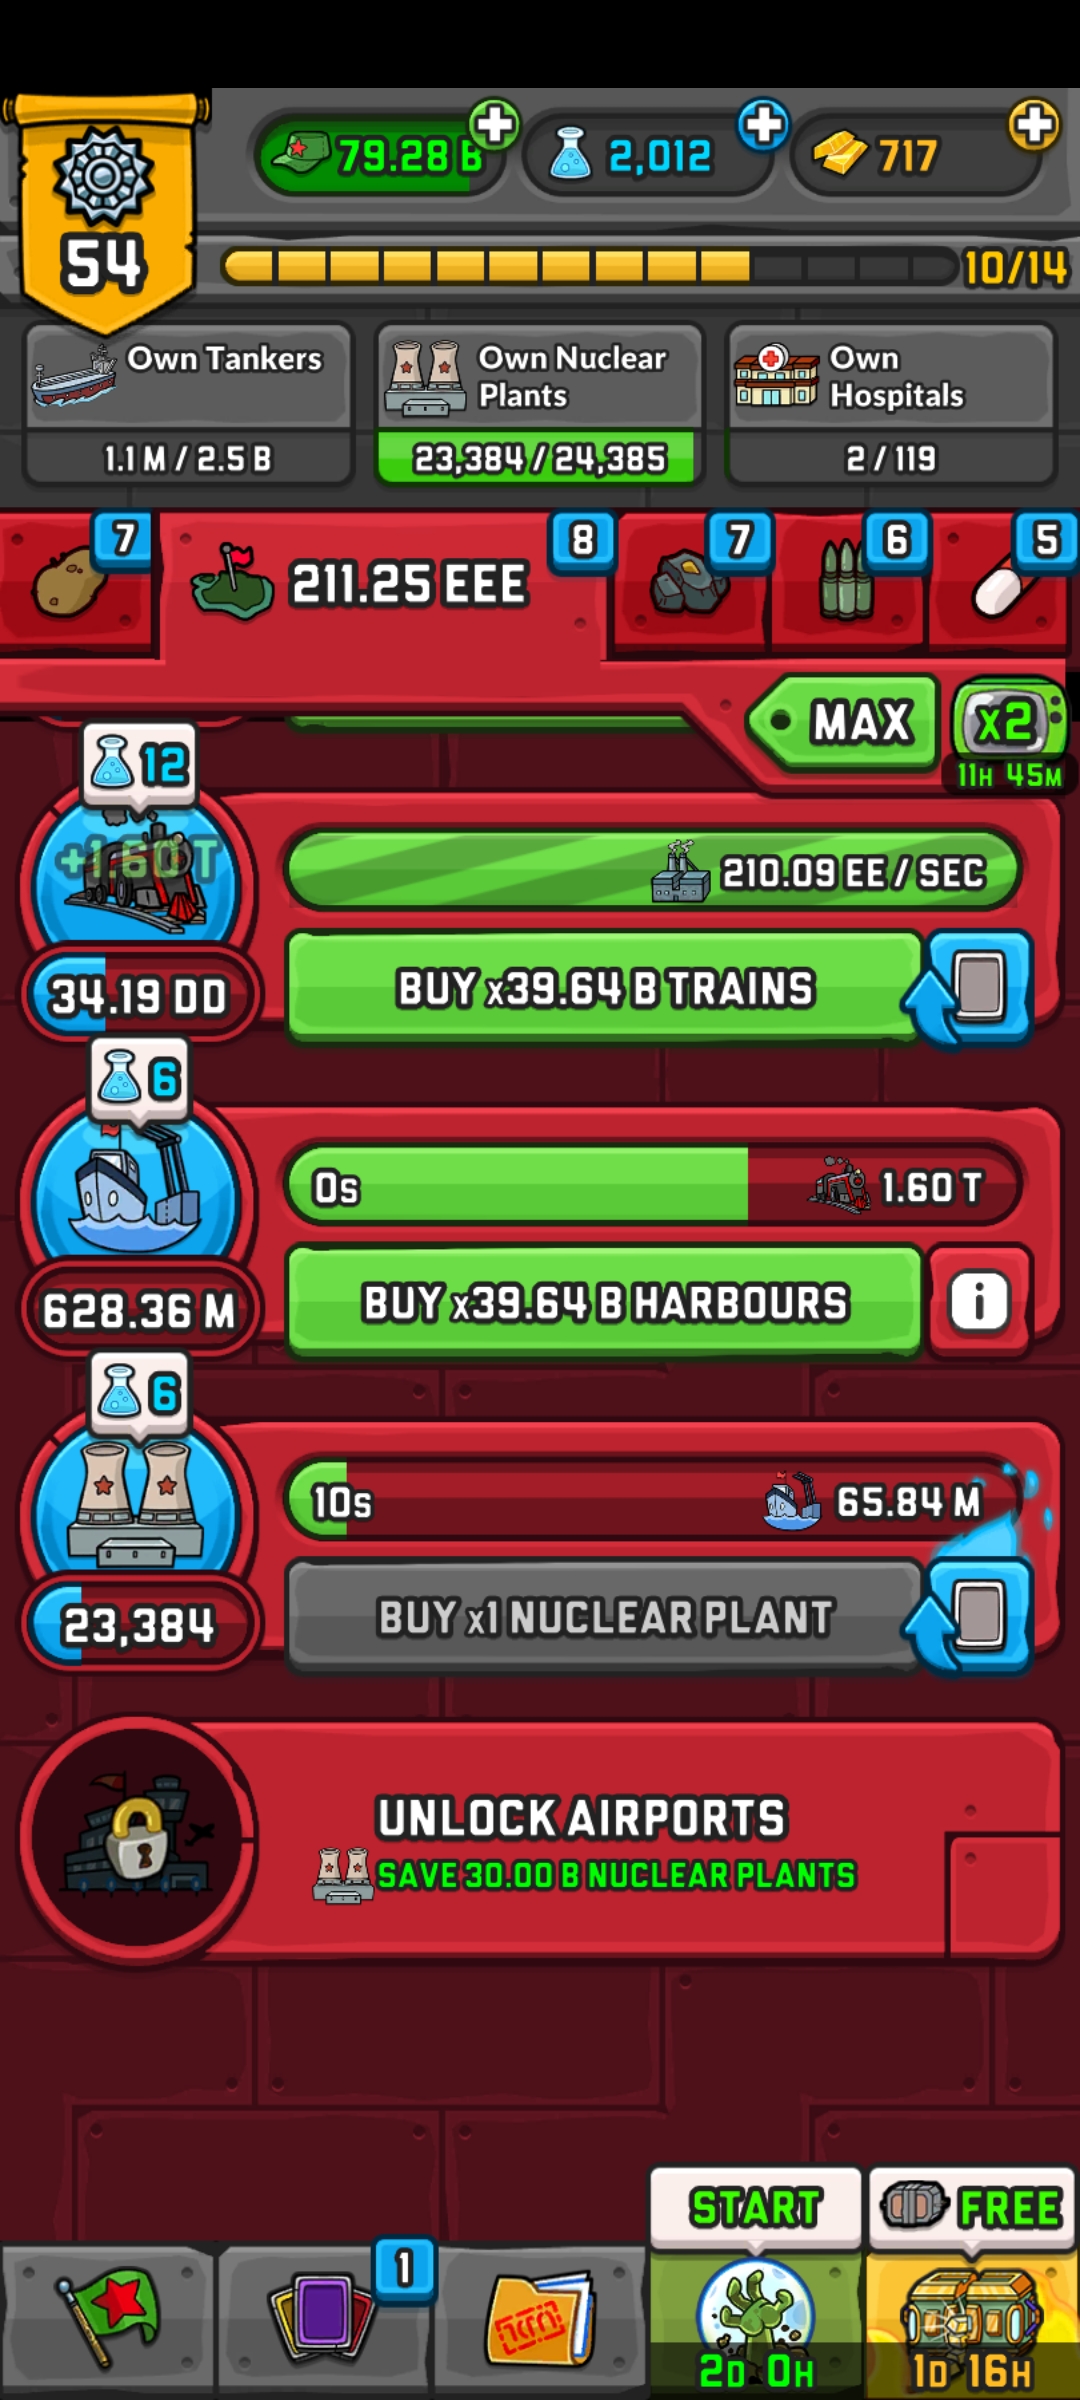 54
79.28 B
2,012
717
10/14
Own Tankers
1.1 M / 2.5 B
Own Nuclear
Plants
23,384 / 24,385
Own
Hospitals
2 / 119
7
211.25 EEE
8
7
6
5
MAX
x2
11H 45M
12
+1.60 T
210.09 EE / SEC
34.19 DD
BUY x39.64 B TRAINS
6
0s
1.60 T
628.36 M
BUY x39.64 B HARBOURS
i
6
10s
65.84 M
23,384
BUY x1 NUCLEAR PLANT
UNLOCK AIRPORTS
SAVE 30.00 B NUCLEAR PLANTS
START
FREE
1
2D 0H
1D 16H